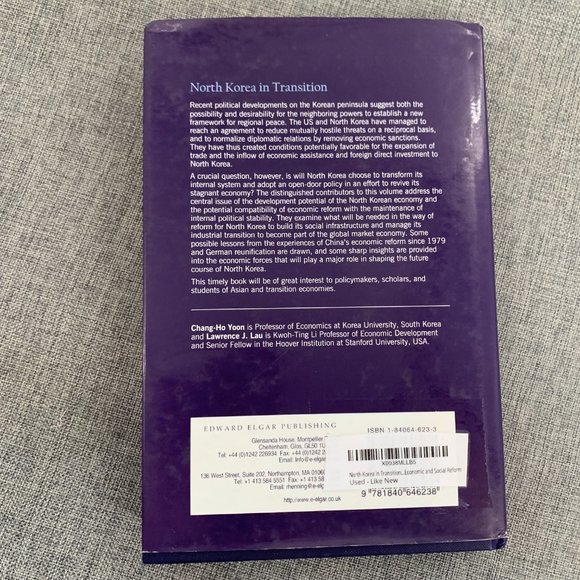 North Korea in Transition
Recent political developments on the Korean peninsula suggest both the
possibility and desirability for the neighboring powers to establish a new
framework for regional peace. The US and North Korea have managed to
reach an agreement to reduce mutually hostile threats on a reciprocal basis,
and to normalize diplomatic relations by removing economic sanctions.
They have thus created conditions potentially favorable for the expansion of
trade and the inflow of economic assistance and foreign direct investment to
North Korea.
A crucial question, however, is will North Korea choose to transform its
internal system and adopt an open-door policy in an effort to revive its
stagnant economy? The distinguished contributors to this volume address the
central issue of the development potential of the North Korean economy and
the potential compatibility of economic reform with the maintenance of
internal political stability. They examine what will be needed in the way of
reform for North Korea to build its social infrastructure and manage its
industrial transition to become part of the global market economy. Some
possible lessons from the experiences of China's economic reform since 1979
and German reunification are drawn, and some sharp insights are provided
into the economic forces that will play a major role in shaping the future
course of North Korea.
This timely book will be of great interest to policymakers, scholars, and
students of Asian and transition economies.
Chang-Ho Yoon is Professor of Economics at Korea University, South Korea
and Lawrence J. Lau is Kwoh-Ting Li Professor of Economic Development
and Senior Fellow in the Hoover Institution at Stanford University, USA.
EDWARD ELGAR PUBLISHING
Glensanda House, Montpellier
Cheltenham, Glos, GL50 1U
Tel: +44 (0)1242 226934 Fax: +44 (0)1242
Email: Info@e-elgar
136 West Street, Suite 202, Northampton, MA 0106
Tel: +1 413 584 5551 Fax: +1 413 58
Email: rhenning@e-elg
http://www.e-elgar.co.uk
ISBN 1-84064-623-3
X0038MLLB5
North Korea in Transition...Economic and Social Reform
Used - Like New
9 781840 646238